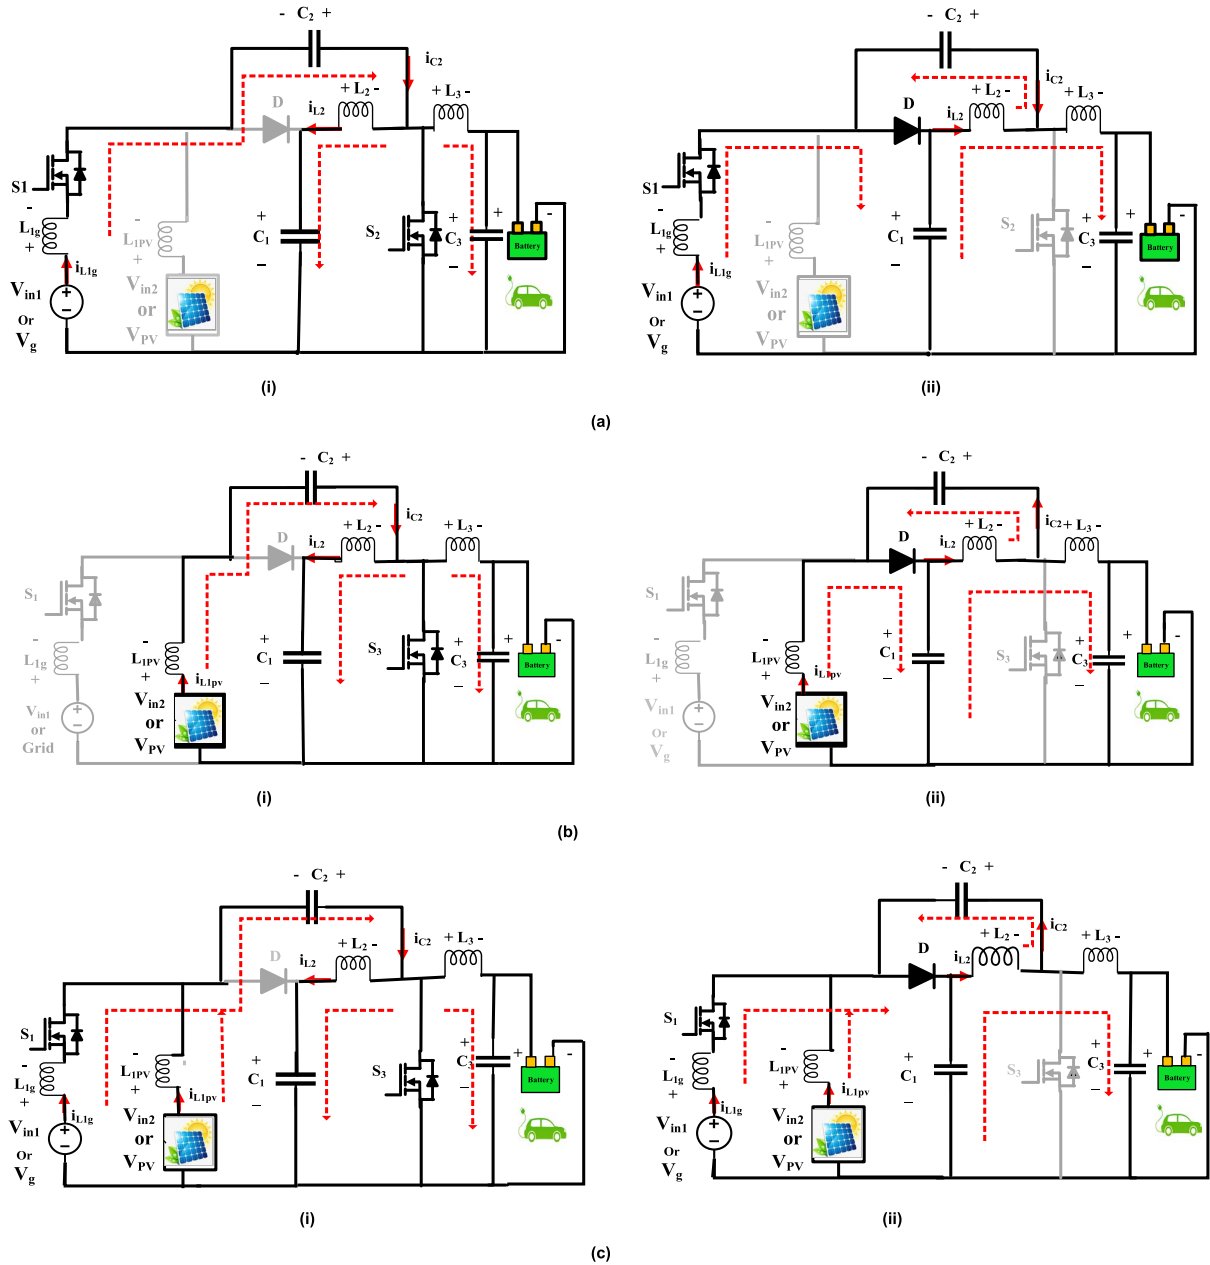 - C2 +
iC2
D
iL2
+ L2 -
+ L3 -
S1
-
L1g
+
iL1g
Vin1
Or
Vg
-
L1PV
+
Vin2
or
VPV
+
C1
-
S2
+
C3
-
+
-
Battery
(i)
- C2 +
iC2
D
iL2
+ L2 -
+ L3 -
S1
-
L1g
+
iL1g
Vin1
Or
Vg
-
L1PV
+
Vin2
or
VPV
+
C1
-
S2
+
C3
-
+
-
Battery
(ii)
(a)
- C2 +
iC2
D
iL2
+ L2 -
+ L3 -
S1
-
L1g
+
Vin1
or
Grid
-
L1PV
+
iL1pv
Vin2
or
VPV
+
C1
-
S3
+
C3
-
+
-
Battery
(i)
- C2 +
iC2
D
iL2
+ L2 -
+ L3 -
S1
-
L1g
+
Vin1
Or
Vg
-
L1PV
+
iL1pv
Vin2
or
VPV
+
C1
-
S3
+
C3
-
+
-
Battery
(ii)
(b)
- C2 +
iC2
D
iL2
+ L2 -
+ L3 -
S1
-
L1g
+
iL1g
Vin1
Or
Vg
-
L1PV
+
iL1pv
Vin2
or
VPV
+
C1
-
S3
+
C3
-
+
-
Battery
(i)
- C2 +
iC2
D
iL2
+ L2 -
+ L3 -
S1
-
L1g
+
iL1g
Vin1
Or
Vg
-
L1PV
+
iL1pv
Vin2
or
VPV
+
C1
-
S3
+
C3
-
+
-
Battery
(ii)
(c)